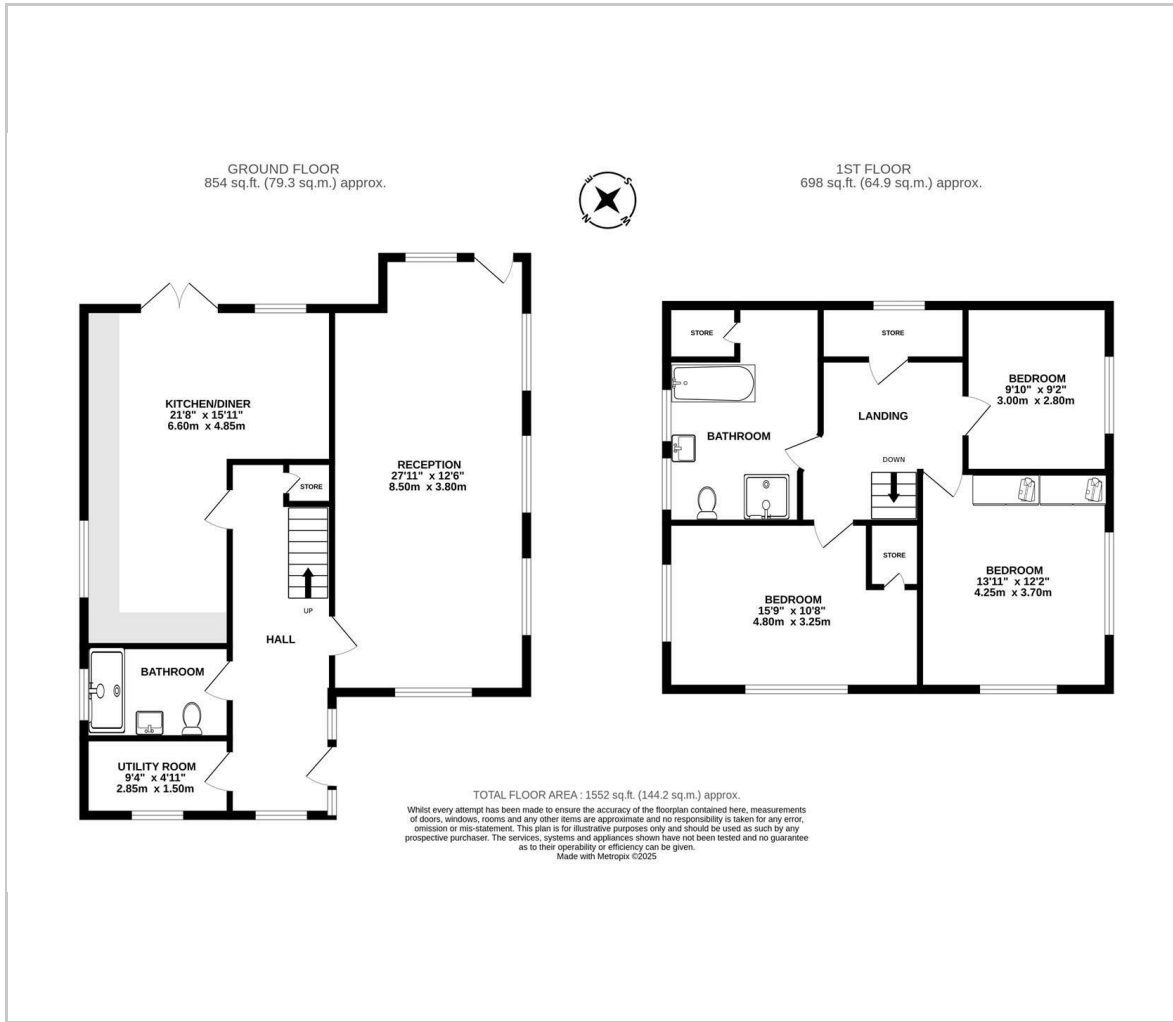 GROUND FLOOR
854 sq.ft. (79.3 sq.m.) approx.
1ST FLOOR
698 sq.ft. (64.9 sq.m.) approx.
E
S
N
W
KITCHEN/DINER
21'8" x 15'11"
6.60m x 4.85m
RECEPTION
27'11" x 12'6"
8.50m x 3.80m
STORE
UP
HALL
BATHROOM
UTILITY ROOM
9'4" x 4'11"
2.85m x 1.50m
STORE
STORE
BEDROOM
9'10" x 9'2"
3.00m x 2.80m
LANDING
BATHROOM
DOWN
STORE
BEDROOM
15'9" x 10'8"
4.80m x 3.25m
BEDROOM
13'11" x 12'2"
4.25m x 3.70m
TOTAL FLOOR AREA : 1552 sq.ft. (144.2 sq.m.) approx.
Whilst every attempt has been made to ensure the accuracy of the floorplan contained here, measurements
of doors, windows, rooms and any other items are approximate and no responsibility is taken for any error,
omission or mis-statement. This plan is for illustrative purposes only and should be used as such by any
prospective purchaser. The services, systems and appliances shown have not been tested and no guarantee
as to their operability or efficiency can be given.
Made with Metropix ©2025